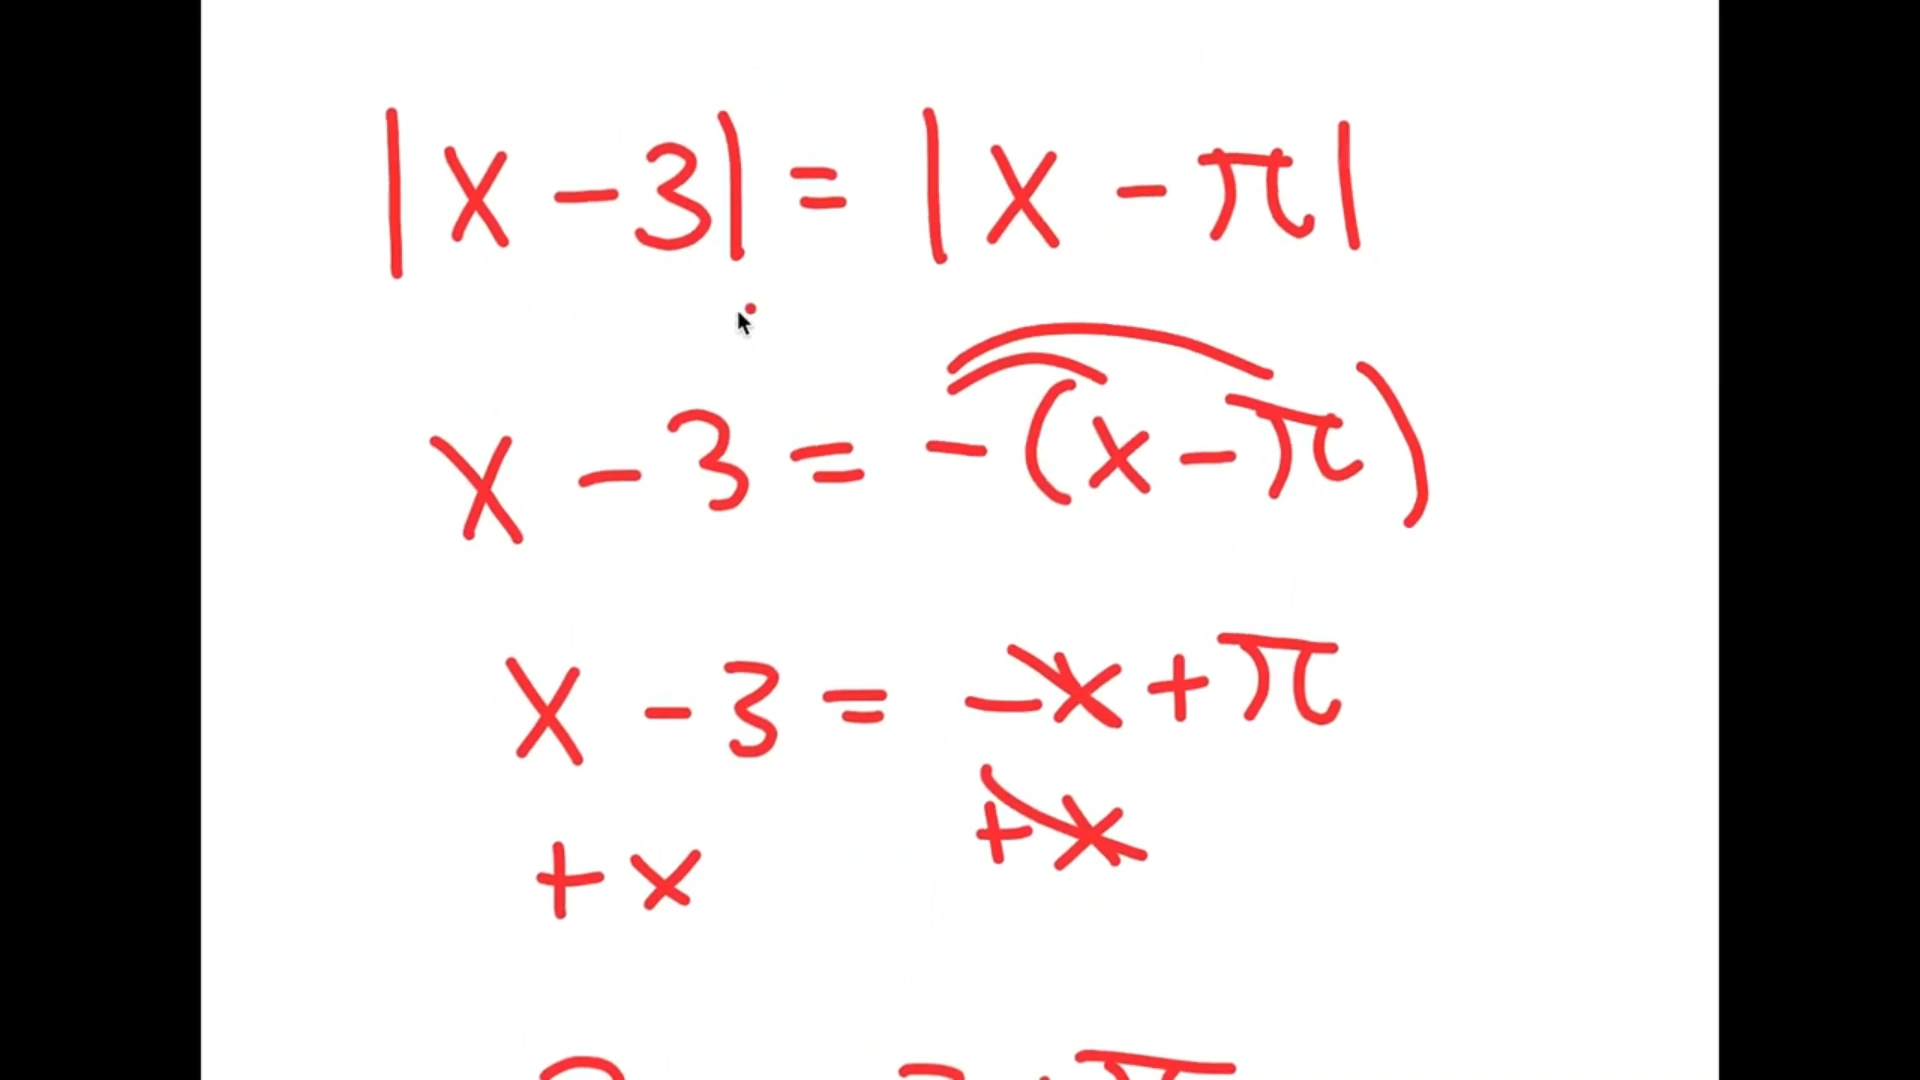 |x - 3| = |x - π|
x - 3 = -(x - π)
x - 3 = -x + π
+ x + x